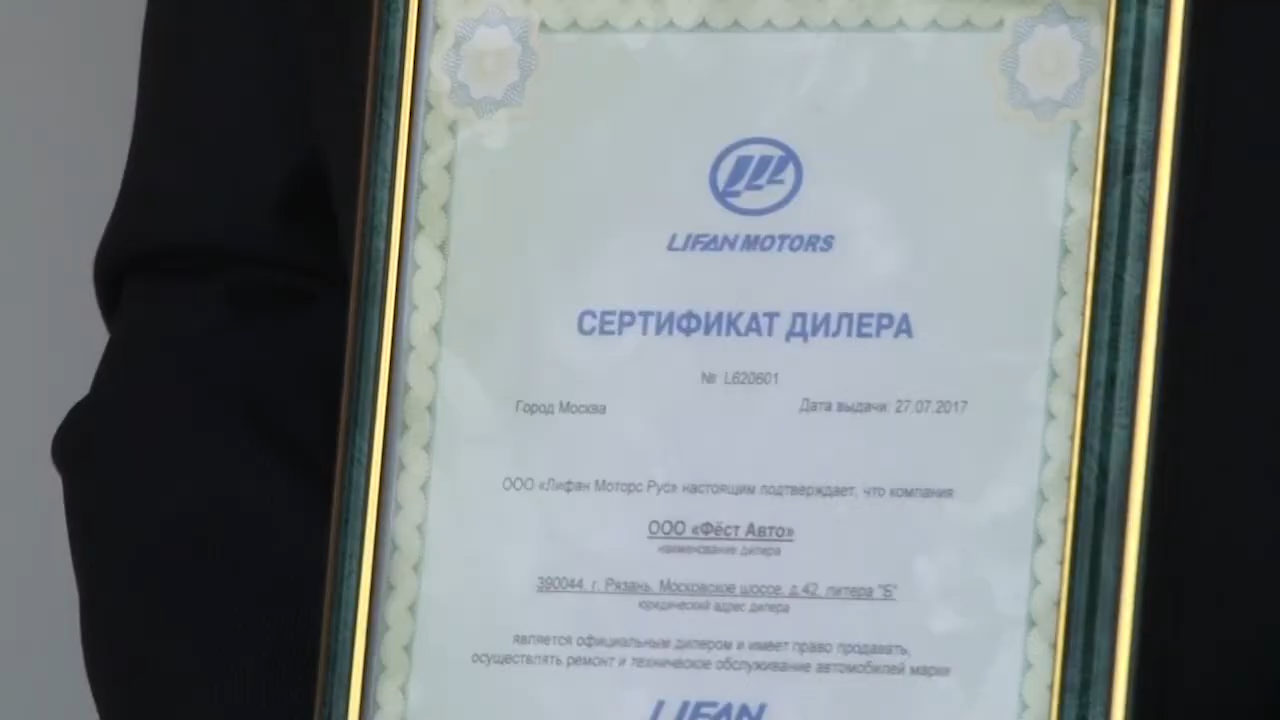 LIFAN MOTORS
СЕРТИФИКАТ ДИЛЕРА
№ L620601
Город Москва
Дата выдачи: 27.07.2017
ООО «Лифан Моторс Рус» настоящим подтверждает, что компания
ООО «Фёст Авто»
наименование дилера
390044, г. Рязань, Московское шоссе, д.42, литера "Б"
юридический адрес дилера
является официальным дилером и имеет право продавать,
осуществлять ремонт и техническое обслуживание автомобилей марки
LIFAN